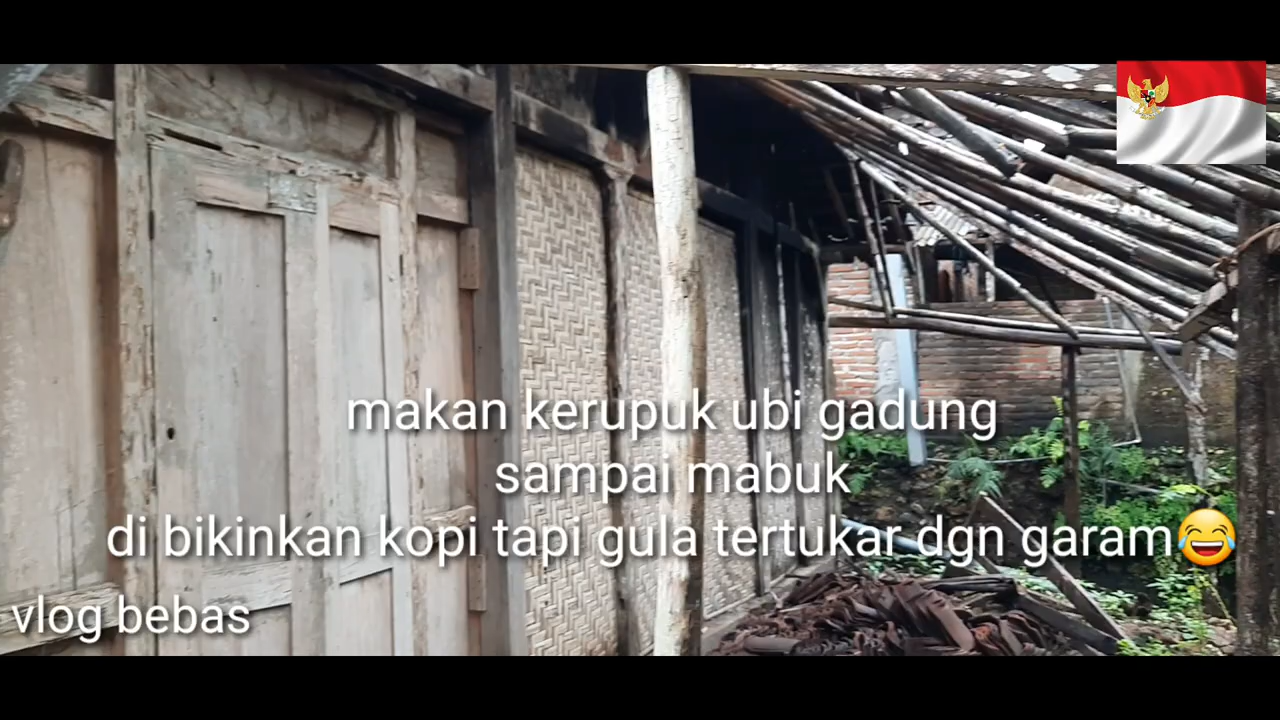 makan kerupuk ubi gadung
sampai mabuk
di bikinkan kopi tapi gula tertukar dgn garam😂
vlog bebas